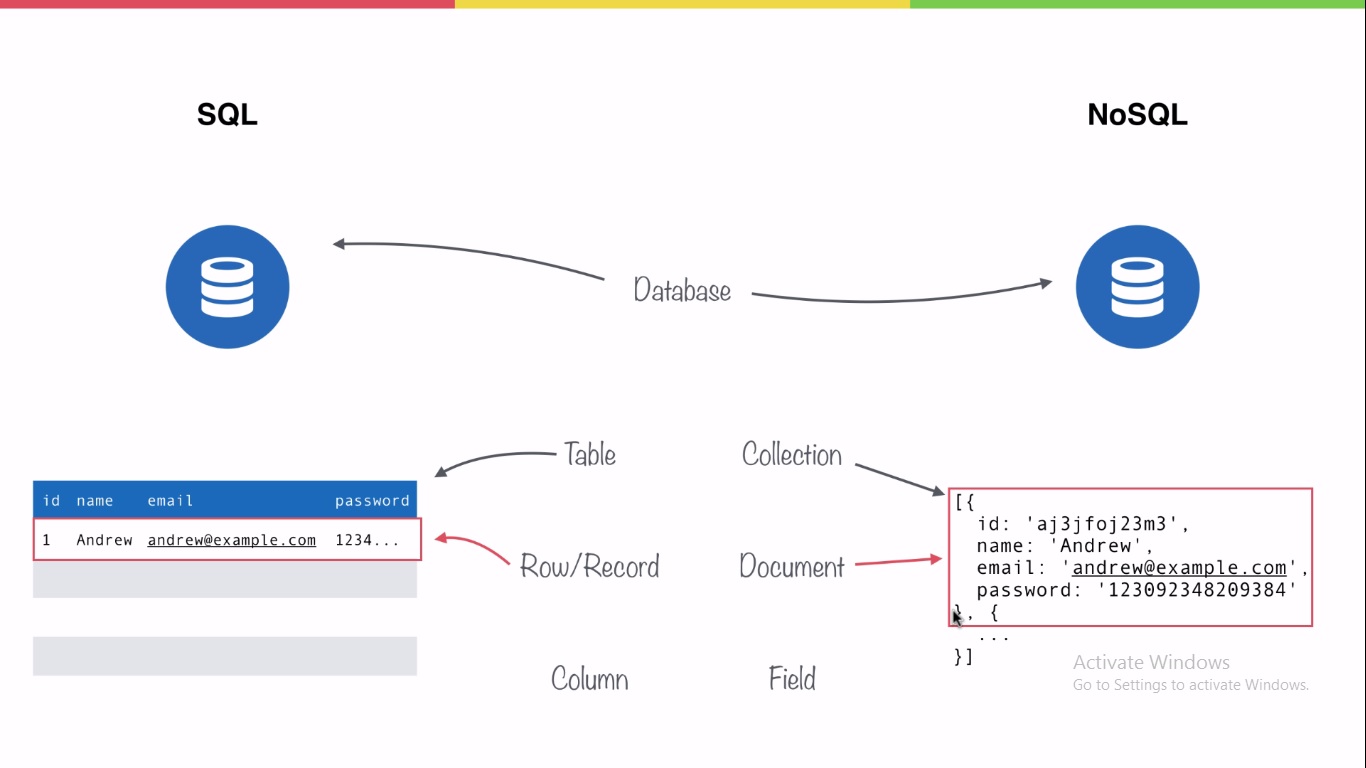 SQL
NoSQL
Database
Table
Collection
id name email password
1 Andrew andrew@example.com 1234...
Row/Record
Document
Column
Field
[{
id: 'aj3jfoj23m3',
name: 'Andrew',
email: 'andrew@example.com',
password: '123092348209384'
}, {
...
}]
Activate Windows
Go to Settings to activate Windows.